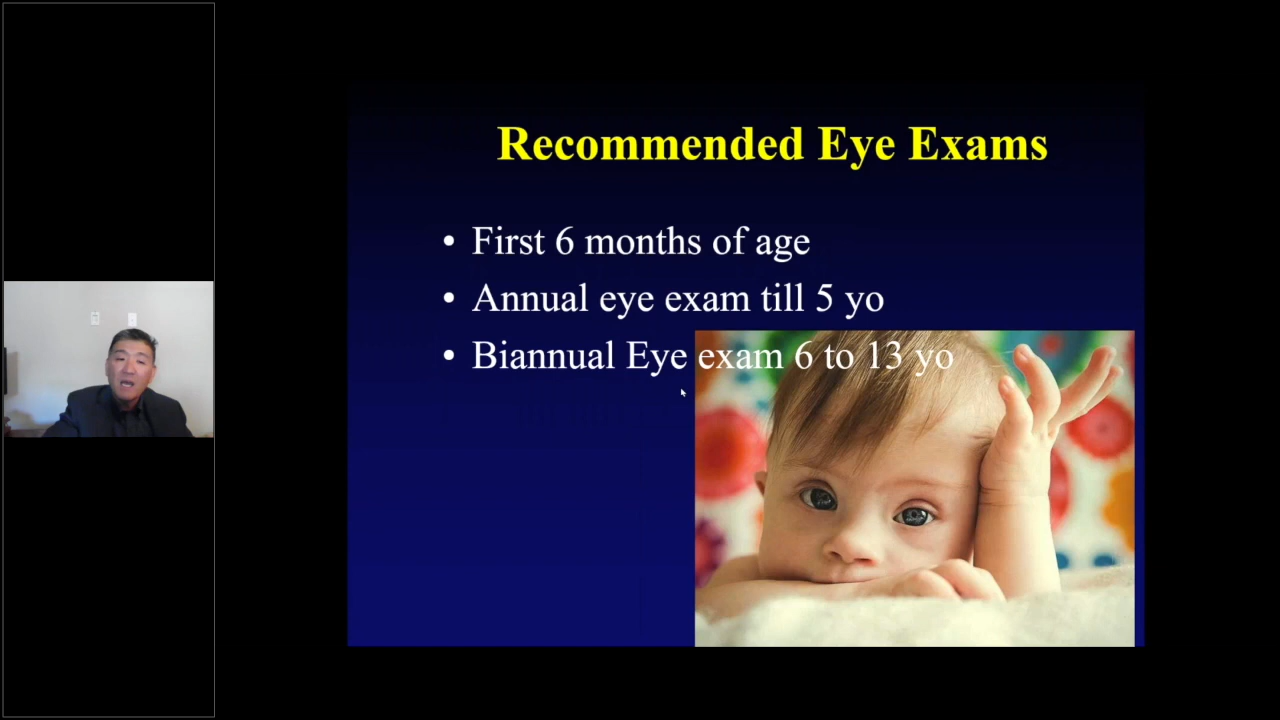 Recommended Eye Exams
• First 6 months of age
• Annual eye exam till 5 yo
• Biannual Eye exam 6 to 13 yo